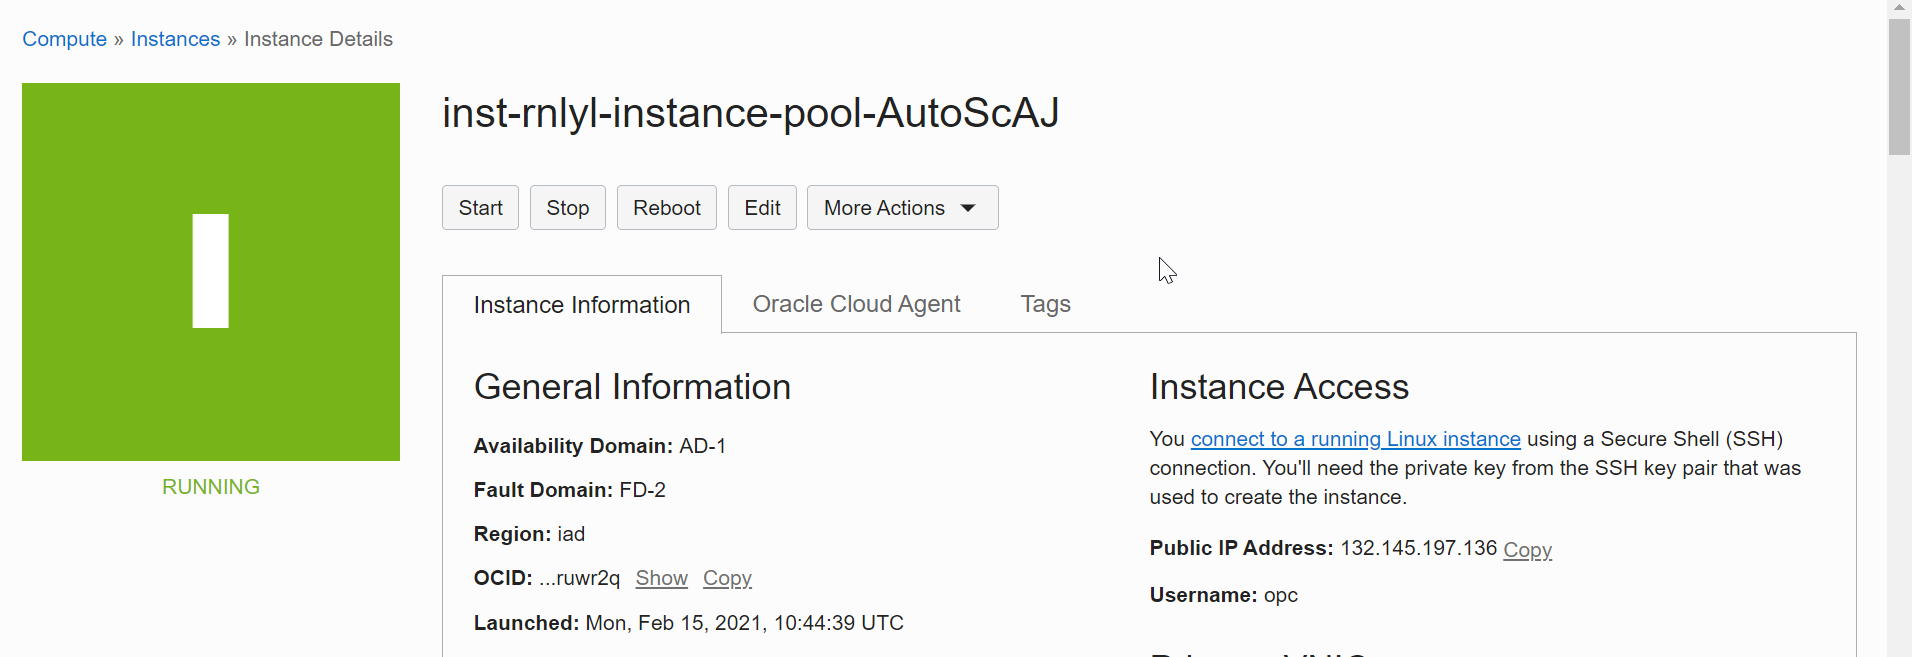 Compute » Instances » Instance Details
inst-rnlyl-instance-pool-AutoScAJ
Start Stop Reboot Edit More Actions
I
RUNNING
Instance Information Oracle Cloud Agent Tags
General Information
Availability Domain: AD-1
Fault Domain: FD-2
Region: iad
OCID: ...ruwr2q Show Copy
Launched: Mon, Feb 15, 2021, 10:44:39 UTC
Instance Access
You connect to a running Linux instance using a Secure Shell (SSH)
connection. You'll need the private key from the SSH key pair that was
used to create the instance.
Public IP Address: 132.145.197.136 Copy
Username: opc